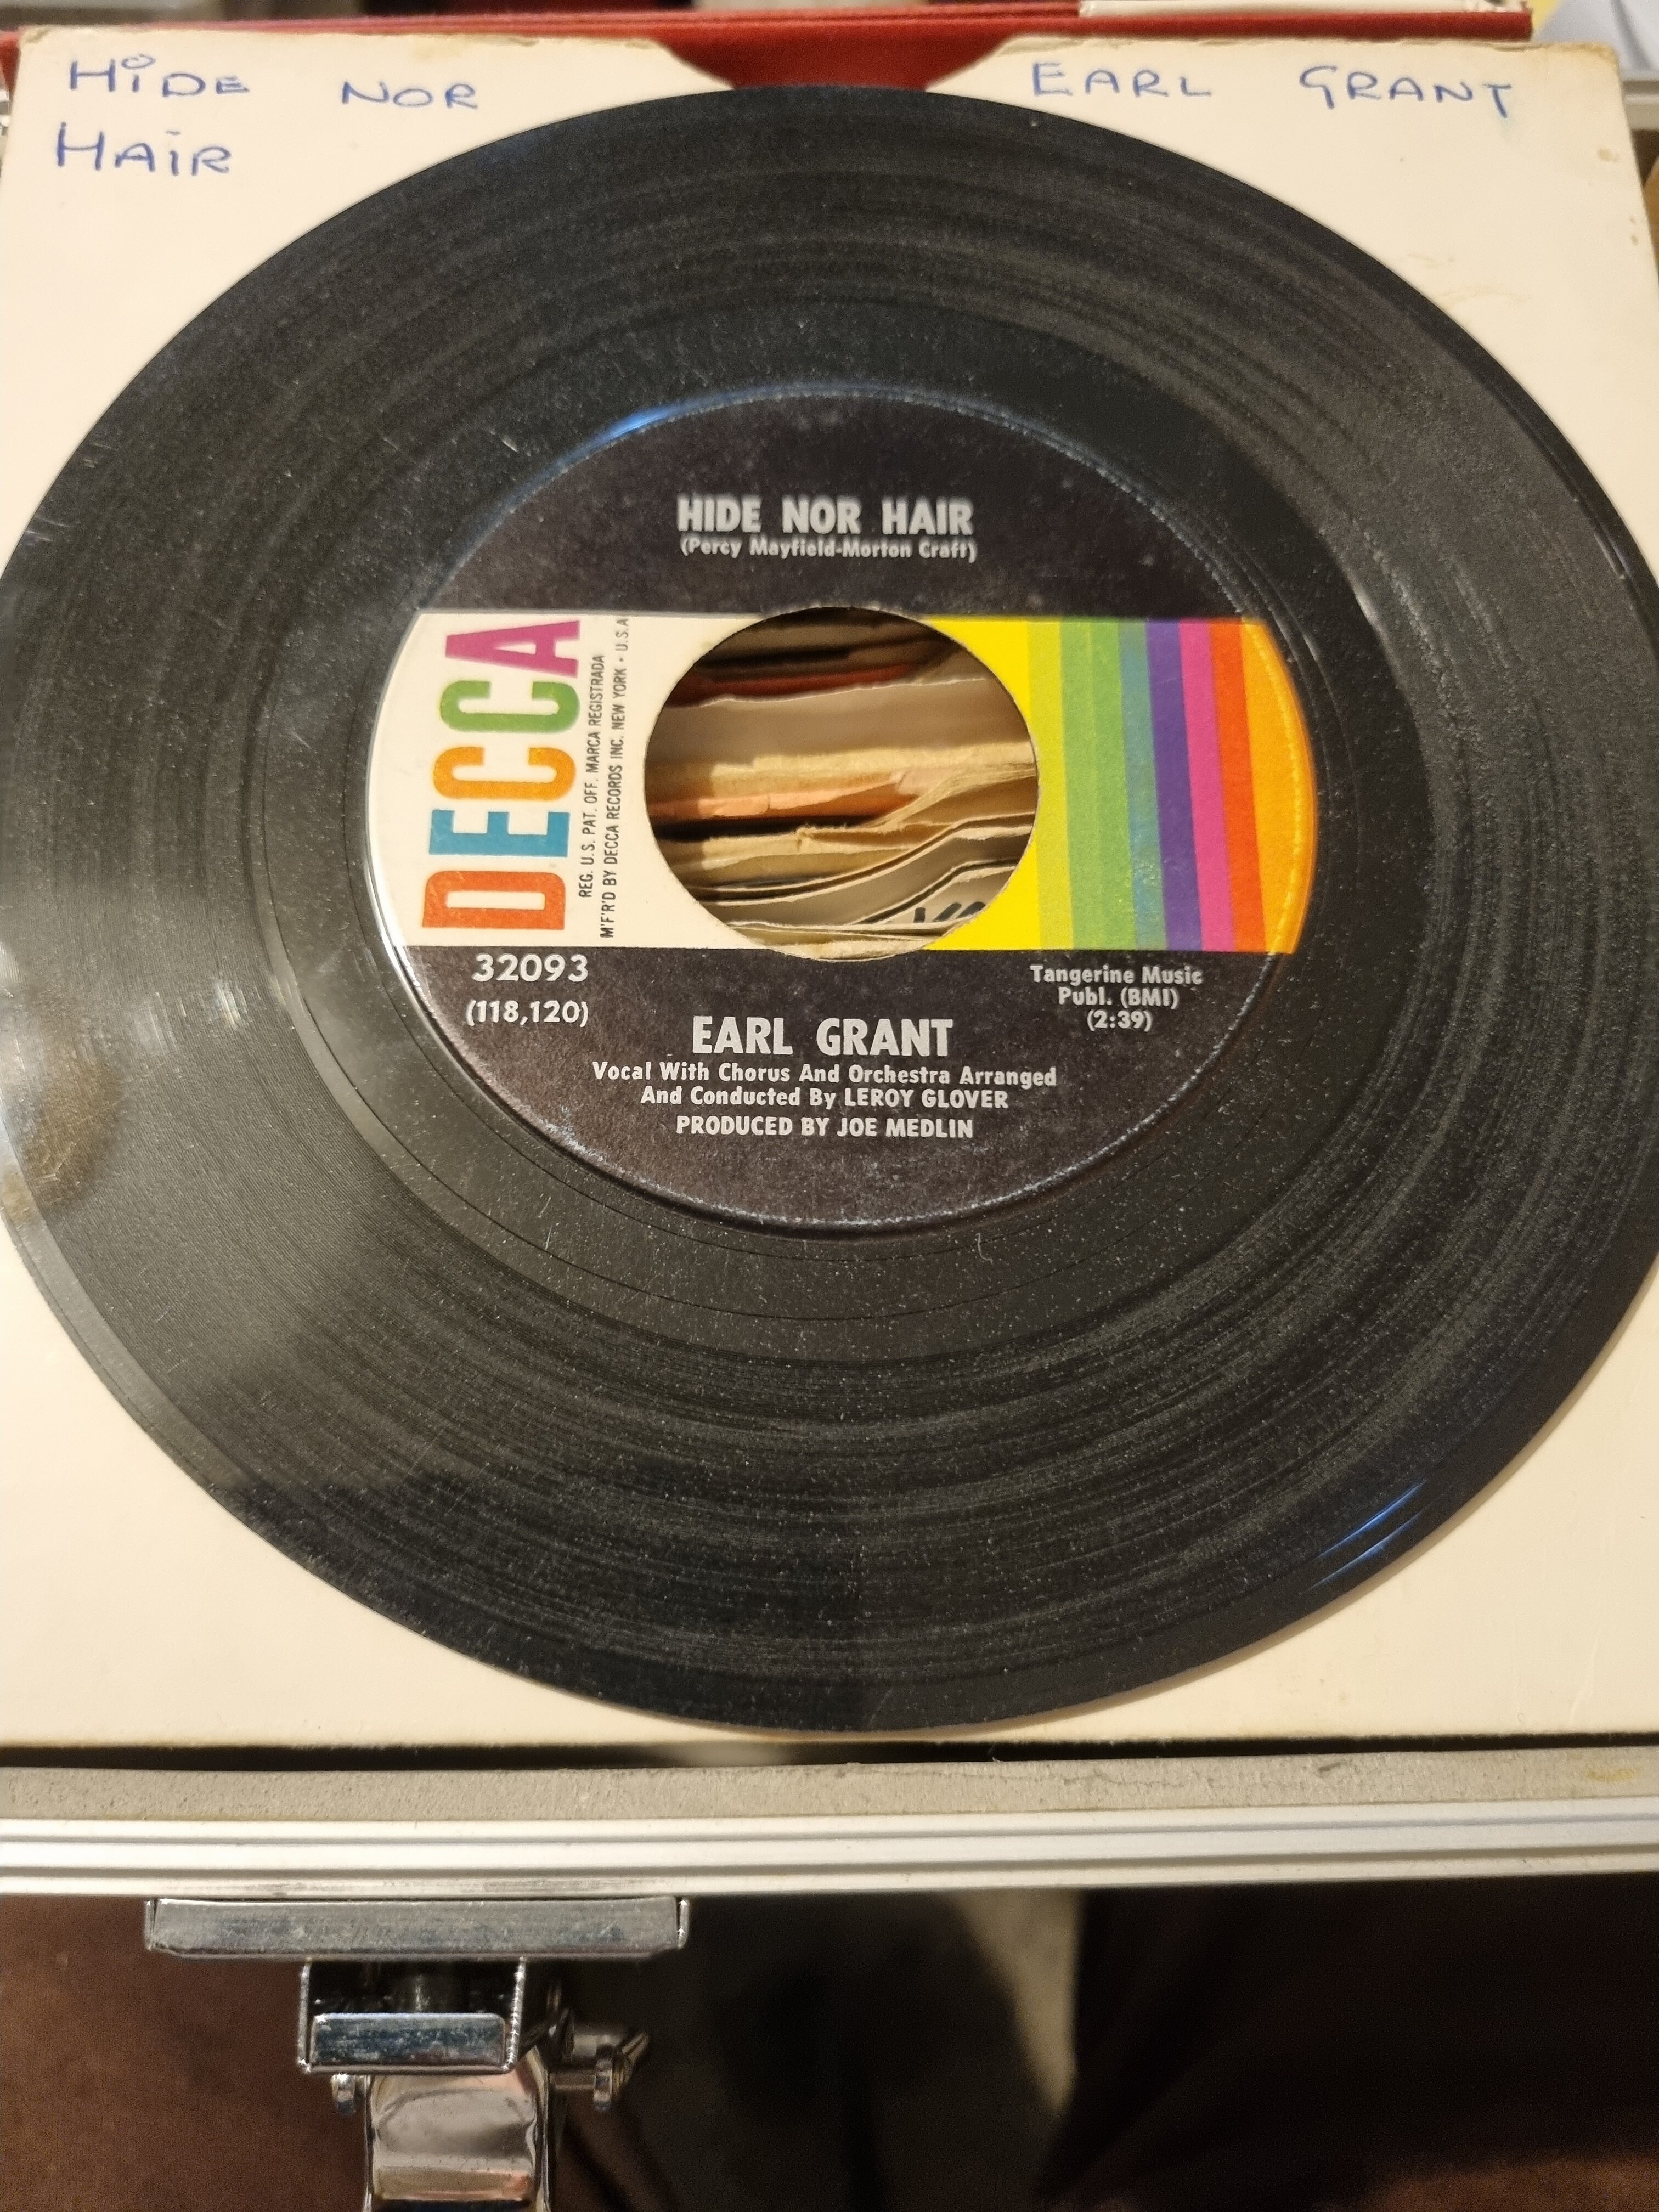 HiDE NOR
HAiR
EARL GRANT
HIDE NOR HAIR
(Percy Mayfield-Morton Craft)
DECCA
REG. U.S. PAT. OFF. MARCA REGISTRADA
M'F'R'D BY DECCA RECORDS INC. NEW YORK • U.S.A
32093
(118,120)
Tangerine Music
Publ. (BMI)
(2:39)
EARL GRANT
Vocal With Chorus And Orchestra Arranged
And Conducted By LEROY GLOVER
PRODUCED BY JOE MEDLIN